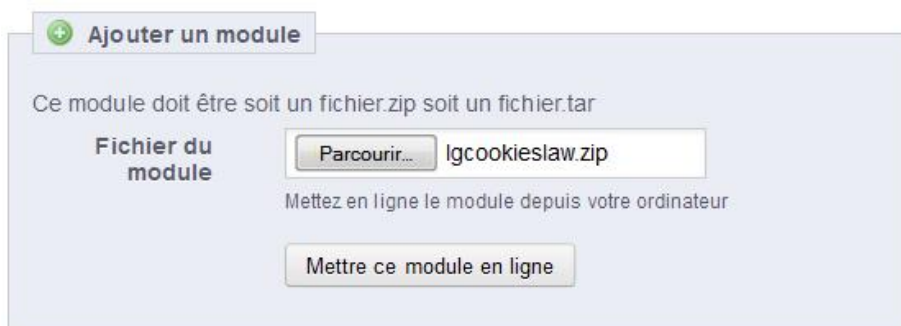 Ajouter un module
Ce module doit être soit un fichier.zip soit un fichier.tar
Fichier du
module
Parcourir... lgcookieslaw.zip
Mettez en ligne le module depuis votre ordinateur
Mettre ce module en ligne